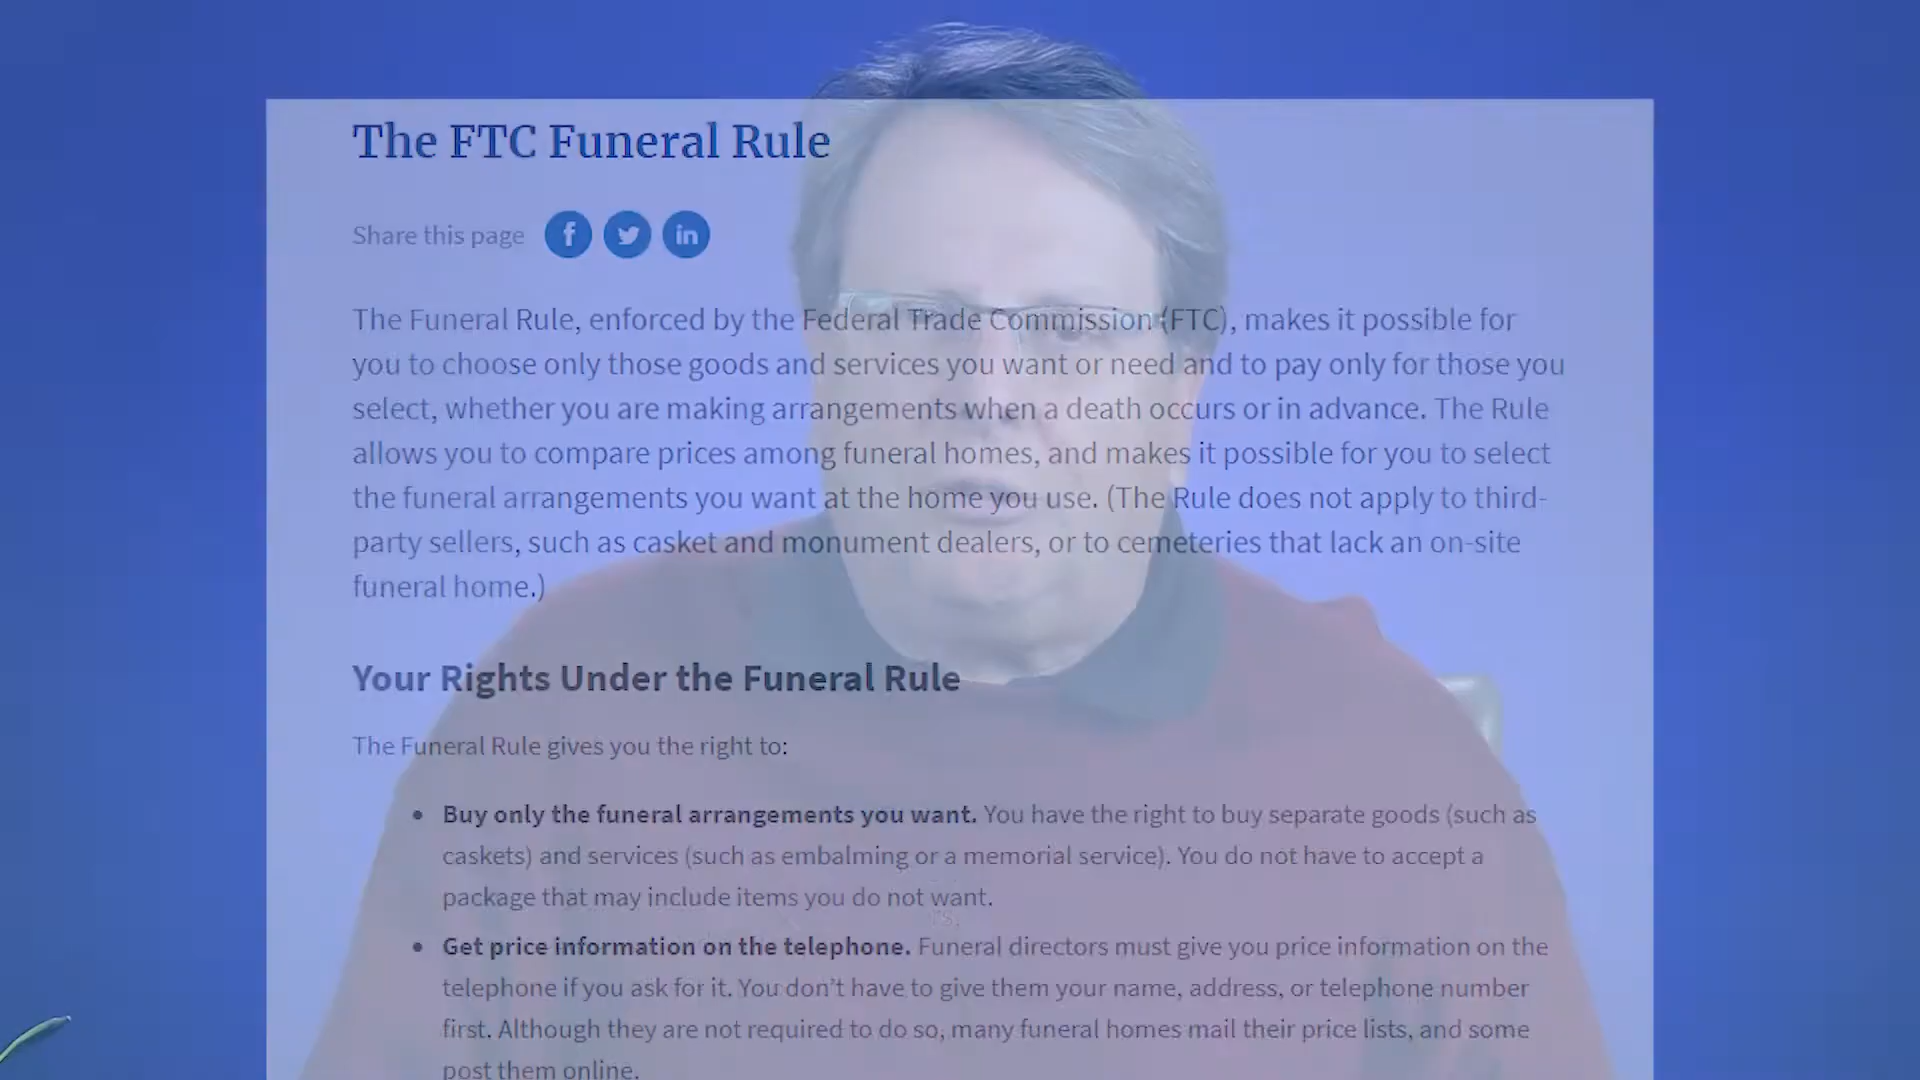 The FTC Funeral Rule
Share this page
The Funeral Rule, enforced by the Federal Trade Commission (FTC), makes it possible for
you to choose only those goods and services you want or need and to pay only for those you
select, whether you are making arrangements when a death occurs or in advance. The Rule
allows you to compare prices among funeral homes, and makes it possible for you to select
the funeral arrangements you want at the home you use. (The Rule does not apply to third-
party sellers, such as casket and monument dealers, or to cemeteries that lack an on-site
funeral home.)
Your Rights Under the Funeral Rule
The Funeral Rule gives you the right to:
• Buy only the funeral arrangements you want. You have the right to buy separate goods (such as
caskets) and services (such as embalming or a memorial service). You do not have to accept a
package that may include items you do not want.
• Get price information on the telephone. Funeral directors must give you price information on the
telephone if you ask for it. You don’t have to give them your name, address, or telephone number
first. Although they are not required to do so, many funeral homes mail their price lists, and some
post them online.